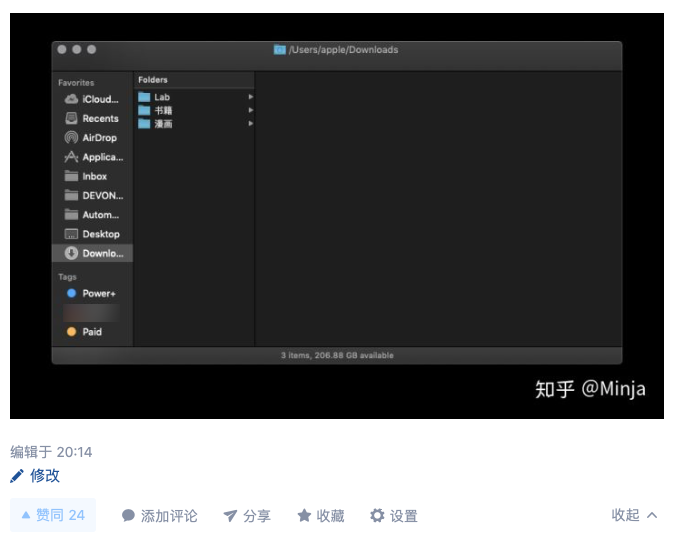 /Users/apple/Downloads
Favorites
iCloud...
Recents
AirDrop
Applica...
Inbox
DEVON...
Autom...
Desktop
Downlo...
Tags
Power+
Paid
Folders
Lab
书籍
漫画
3 items, 206.88 GB available
知乎 @Minja
编辑于 20:14
修改
赞同 24 添加评论 分享 收藏 设置 收起